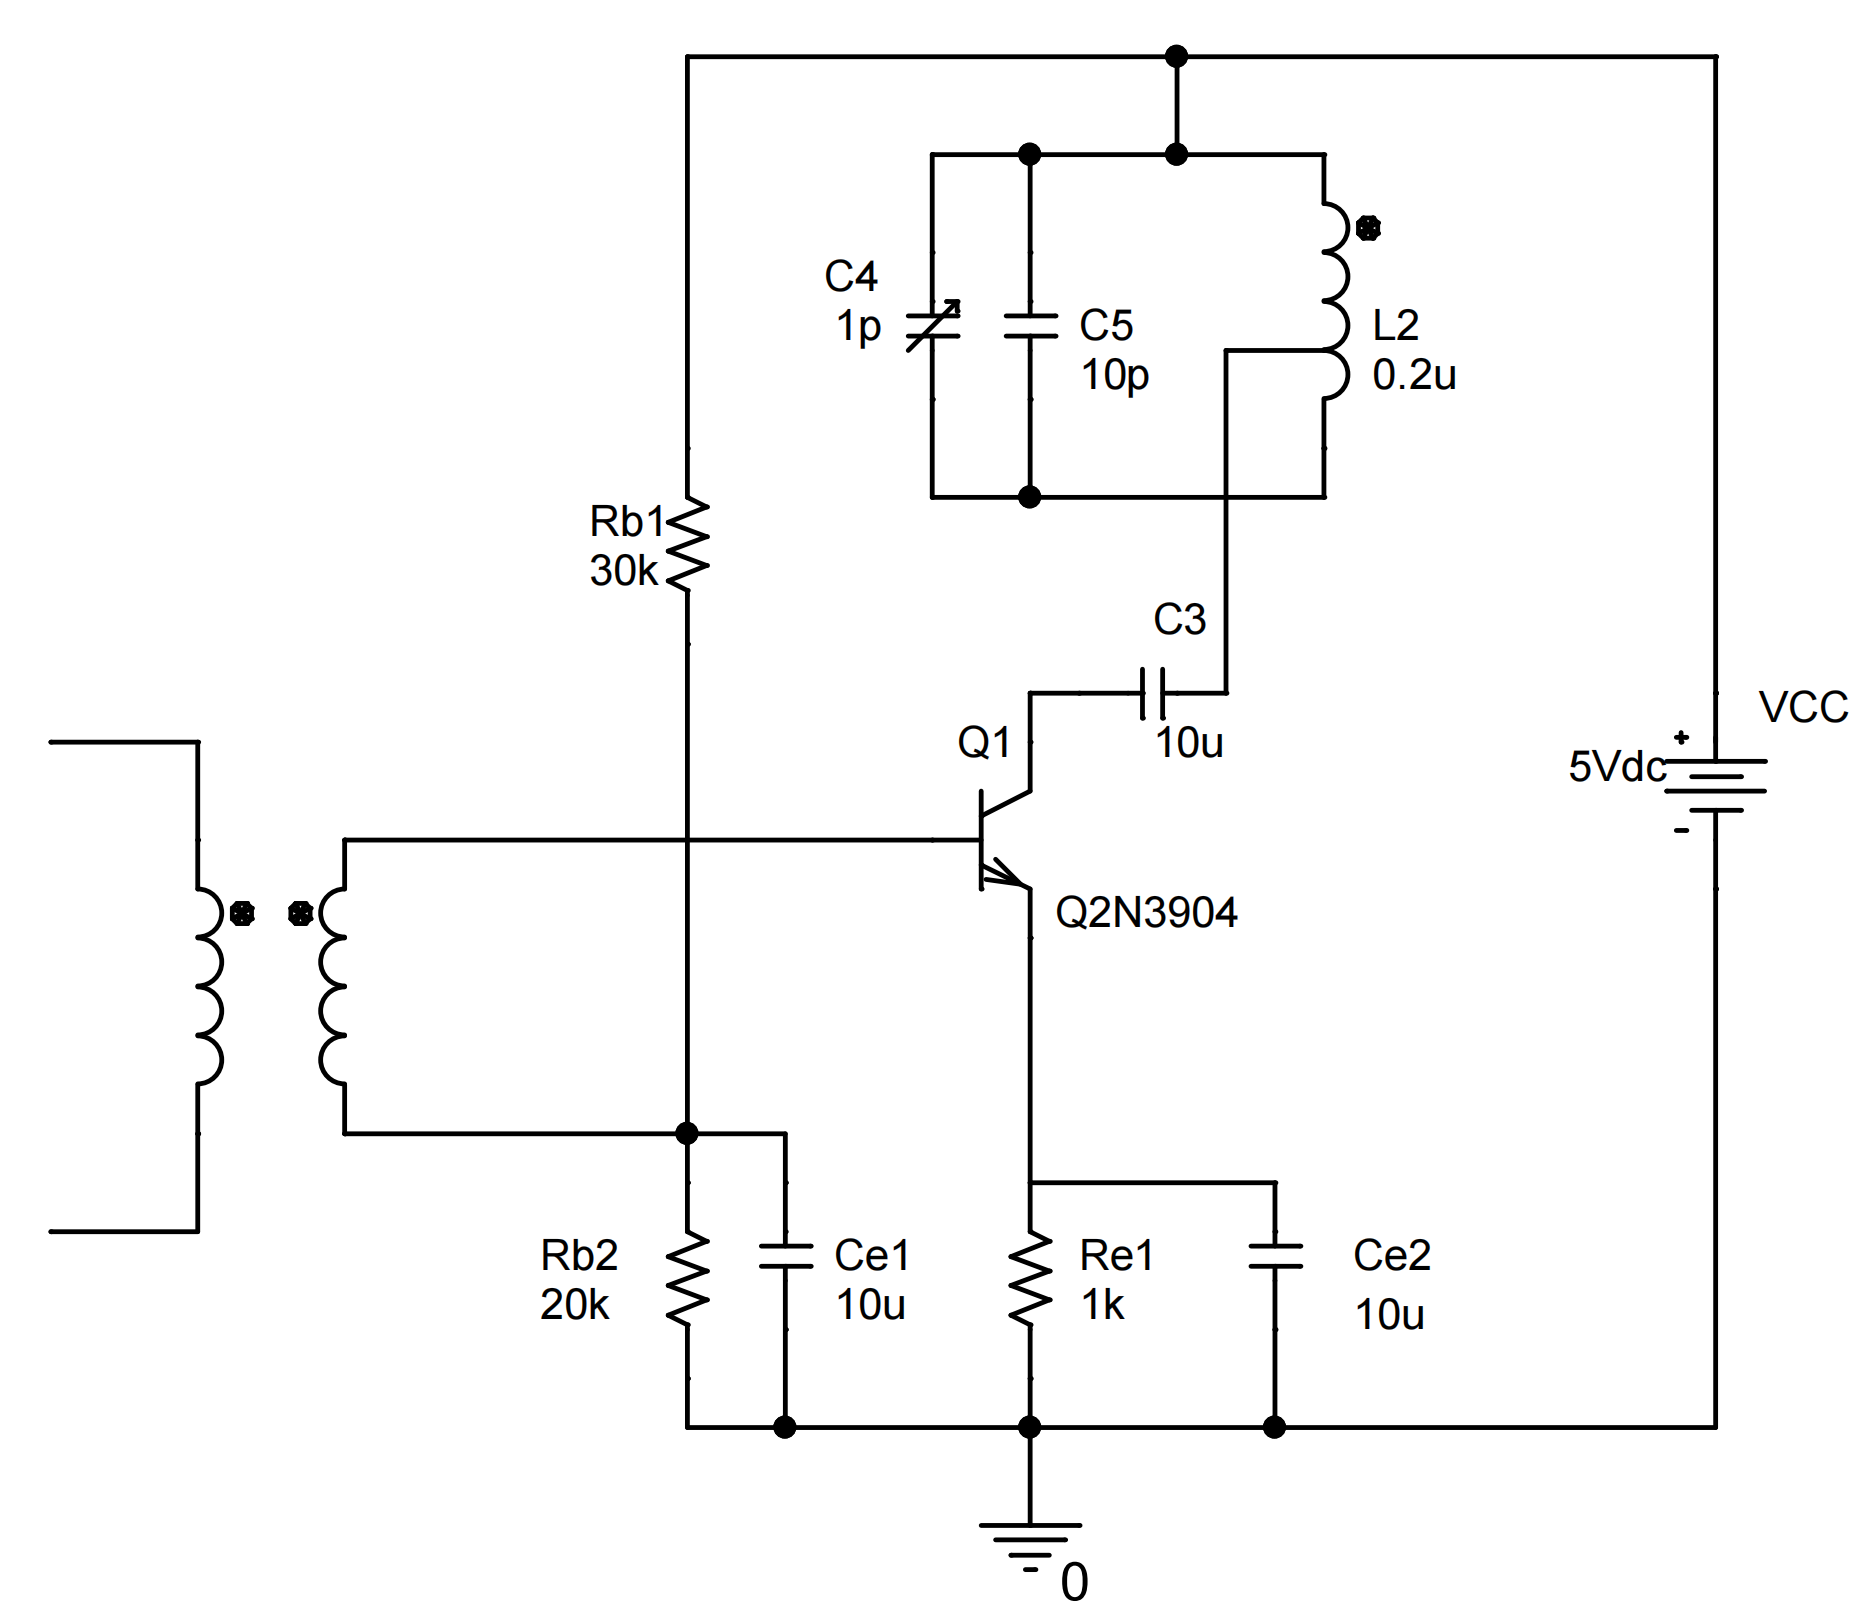 C4
1p
C5
10p
L2
0.2u
Rb1
30k
C3
10u
Q1
Q2N3904
VCC
+
5Vdc
-
Rb2
20k
Ce1
10u
Re1
1k
Ce2
10u
0